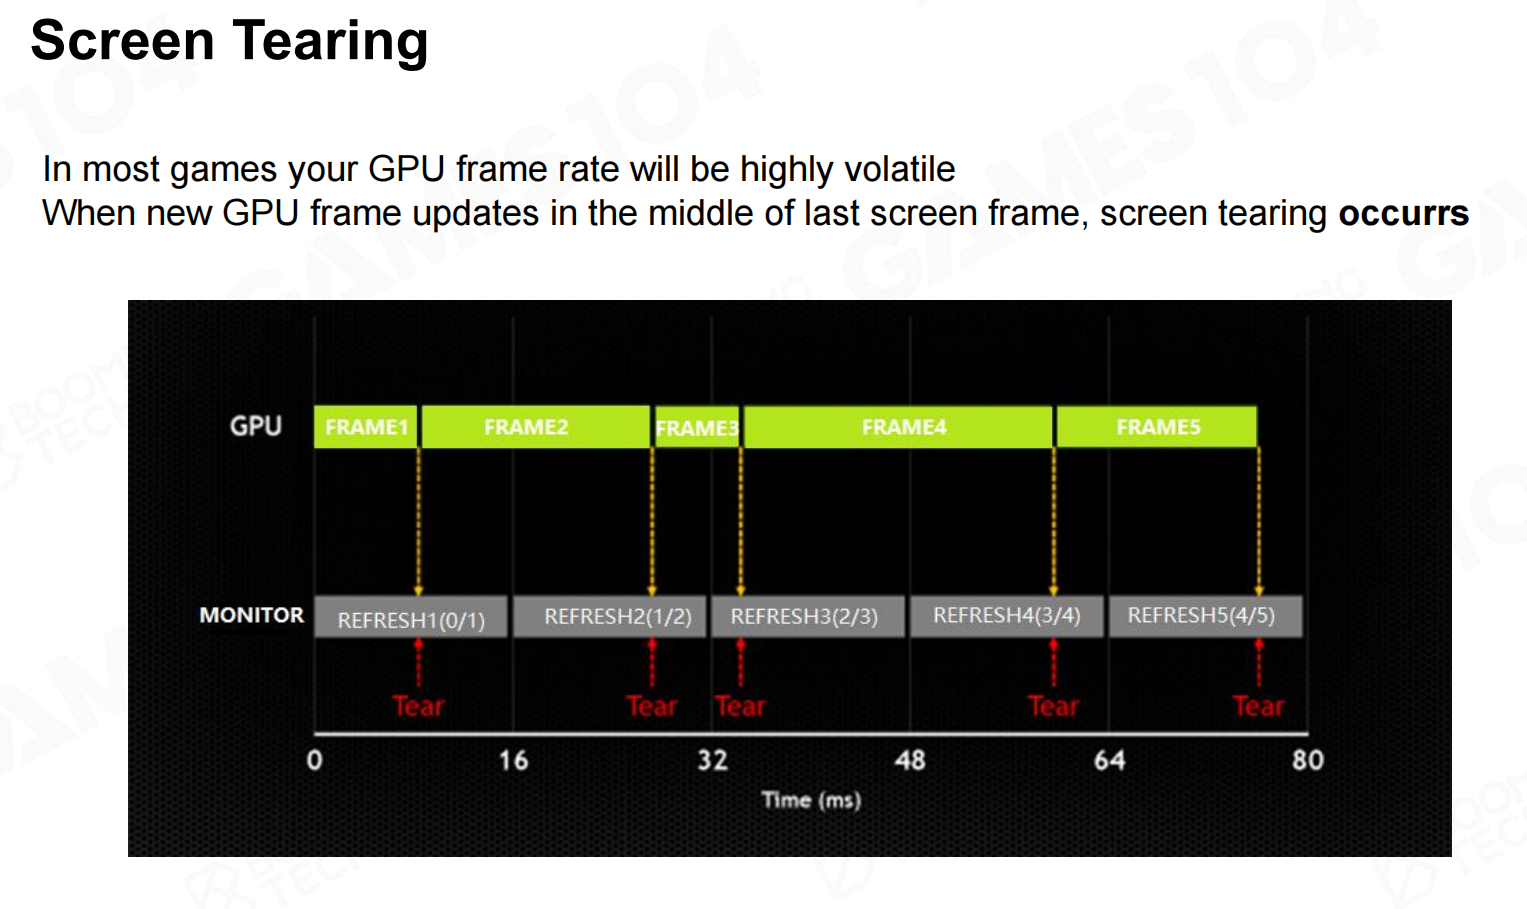 Screen Tearing
In most games your GPU frame rate will be highly volatile
When new GPU frame updates in the middle of last screen frame, screen tearing occurrs
GPU FRAME1 FRAME2 FRAME3 FRAME4 FRAME5
MONITOR REFRESH1(0/1) REFRESH2(1/2) REFRESH3(2/3) REFRESH4(3/4) REFRESH5(4/5)
Tear Tear Tear Tear Tear
0 16 32 48 64 80
Time (ms)
GAMES104
GAMES104